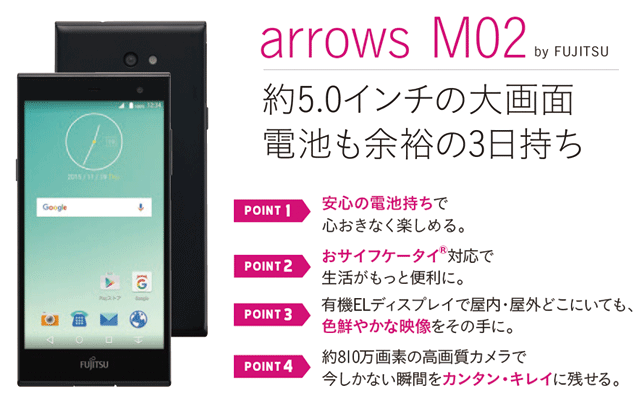 arrows M02 by FUJITSU
約5.0インチの大画面
電池も余裕の3日持ち
POINT 1
安心の電池持ちで
心おきなく楽しめる。
POINT 2
おサイフケータイ®対応で
生活がもっと便利に。
POINT 3
有機ELディスプレイで屋内・屋外どこにいても、
色鮮やかな映像をその手に。
POINT 4
約810万画素の高画質カメラで
今しかない瞬間をカンタン・キレイに残せる。
Google
Playストア
Google
FUJITSU